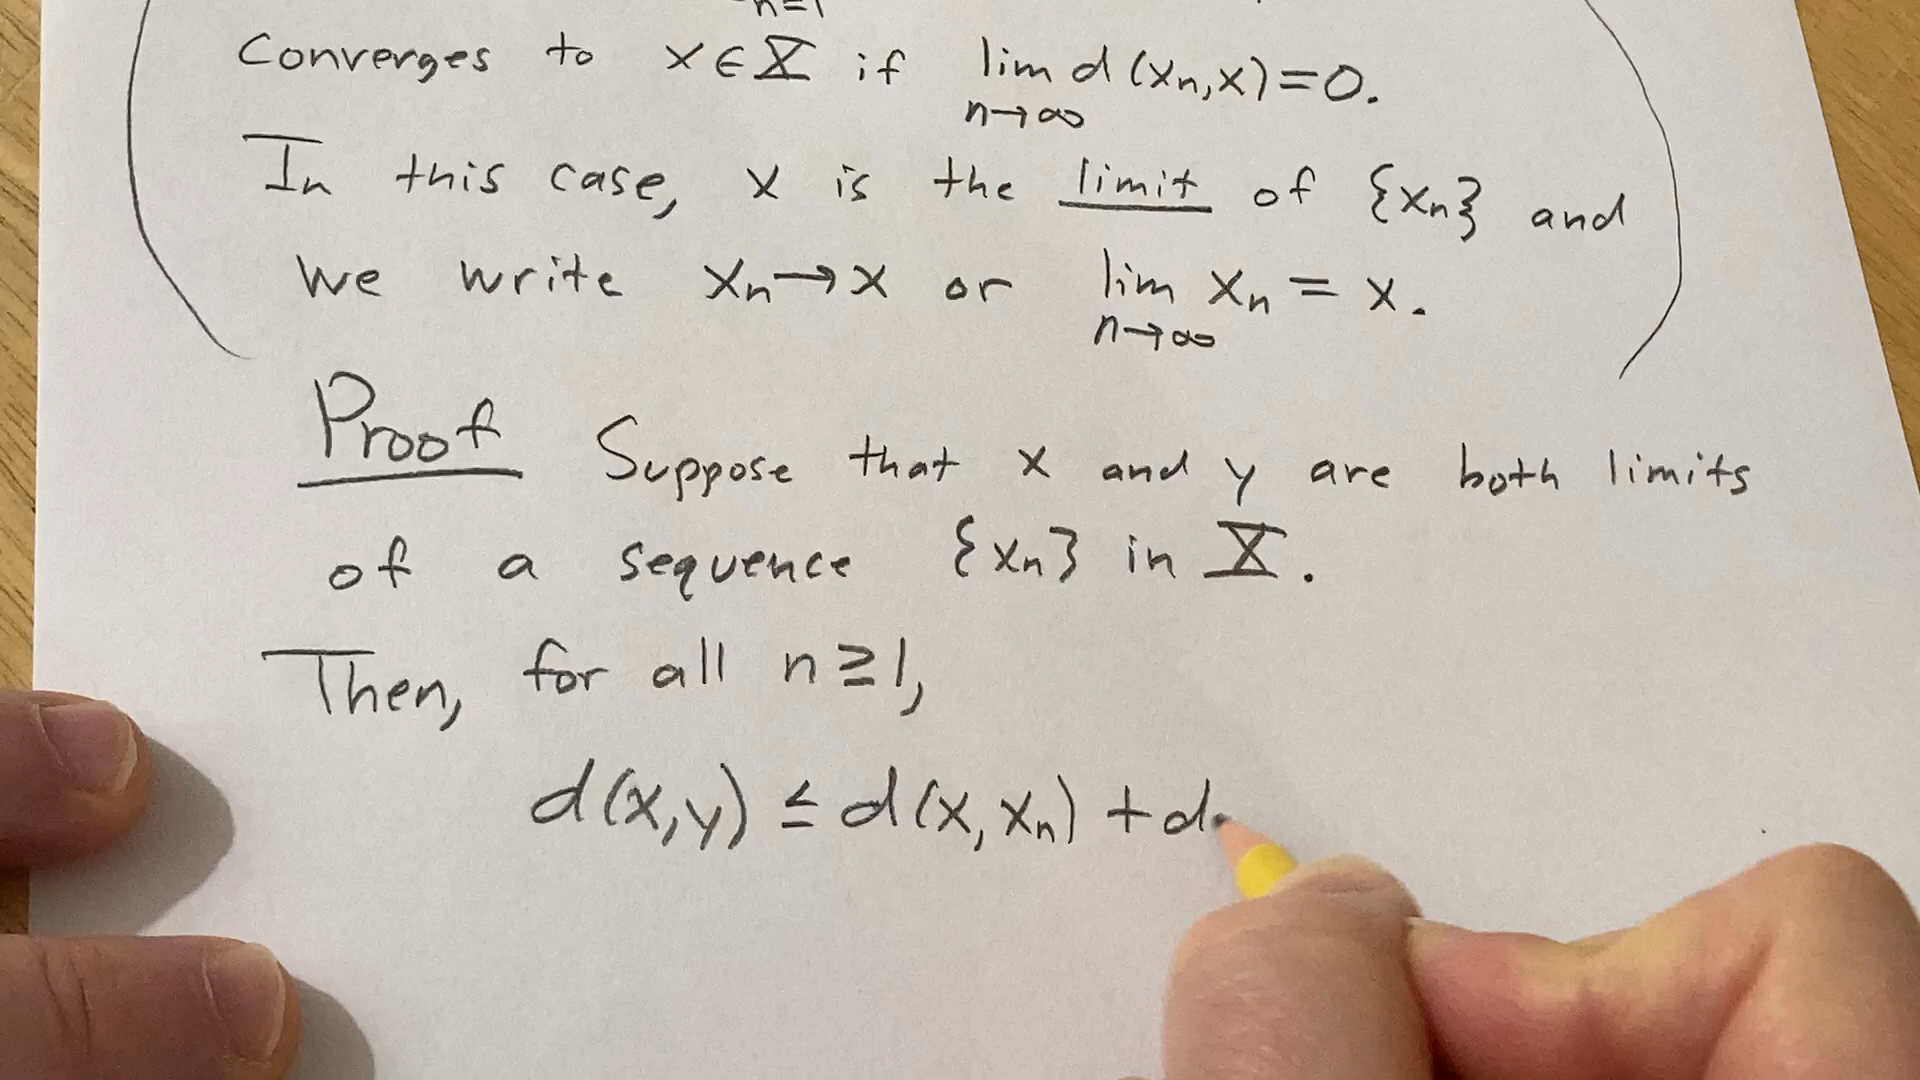 n=1
Converges to x∈X if lim d(xn,x)=0.
n→∞
In this case, x is the limit of {xn} and
we write xn→x or lim xn = x.
n→∞
Proof Suppose that x and y are both limits
of a sequence {xn} in X.
Then, for all n≥1,
d(x,y) ≤ d(x,xn) + d